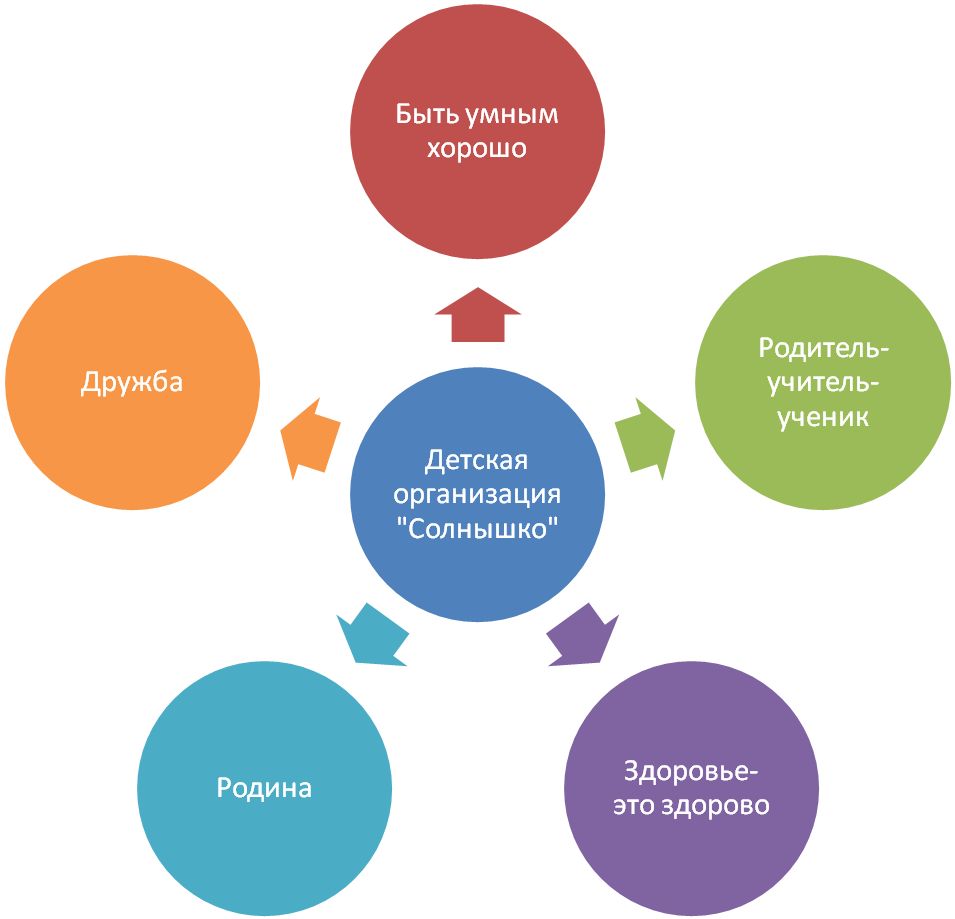 Быть умным
хорошо
Родитель-
учитель-
ученик
Дружба
Детская
организация
"Солнышко"
Родина
Здоровье-
это здорово